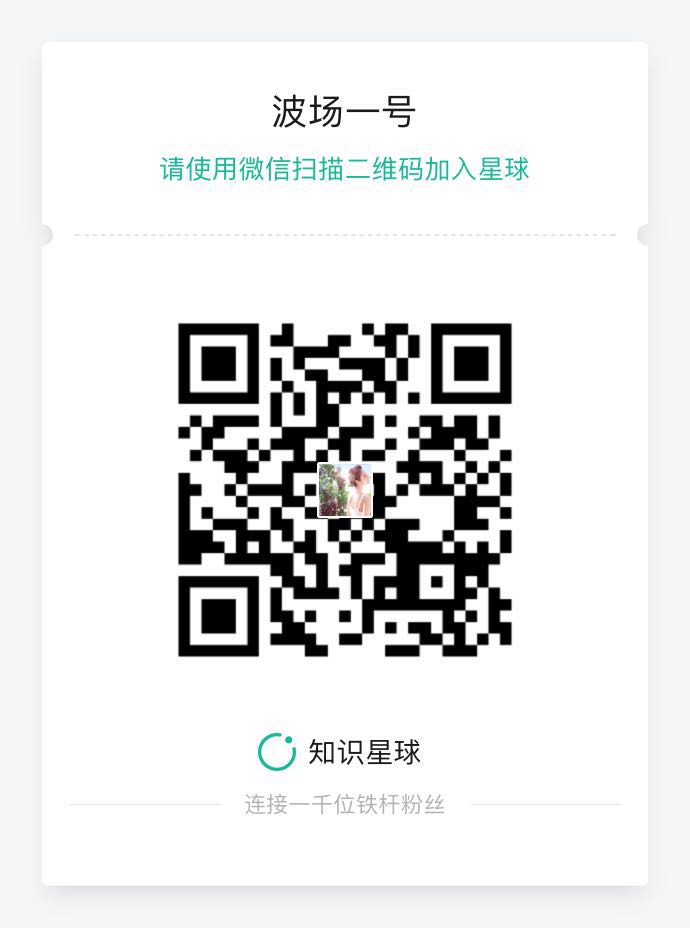 波场一号
请使用微信扫描二维码加入星球
知识星球
连接一千位铁杆粉丝